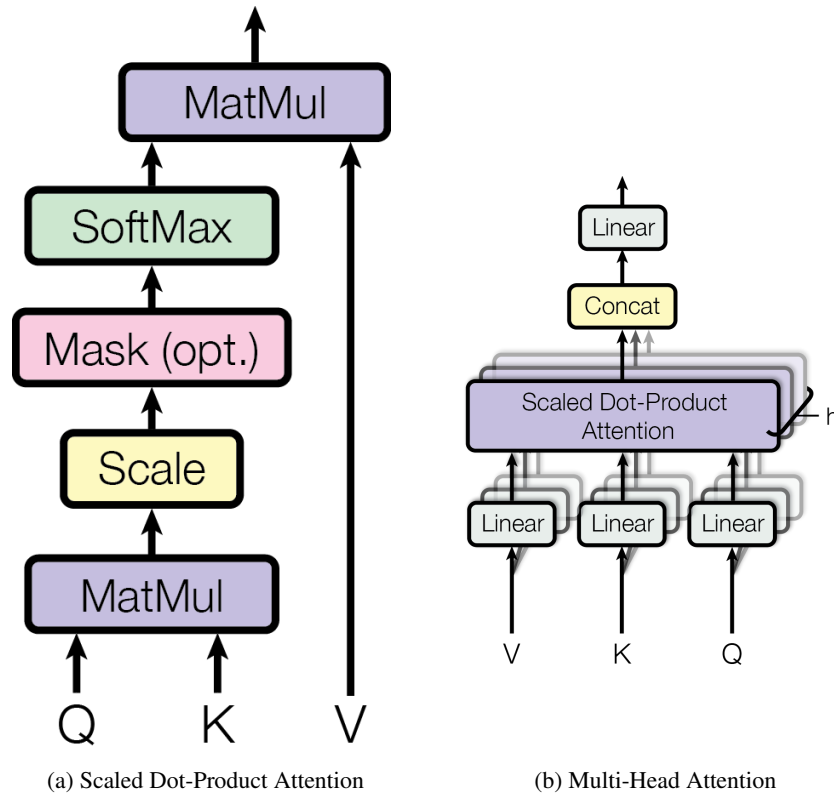 MatMul
SoftMax
Mask (opt.)
Scale
MatMul
Q K V
(a) Scaled Dot-Product Attention
Linear
Concat
Scaled Dot-Product
Attention
h
Linear Linear Linear
V K Q
(b) Multi-Head Attention